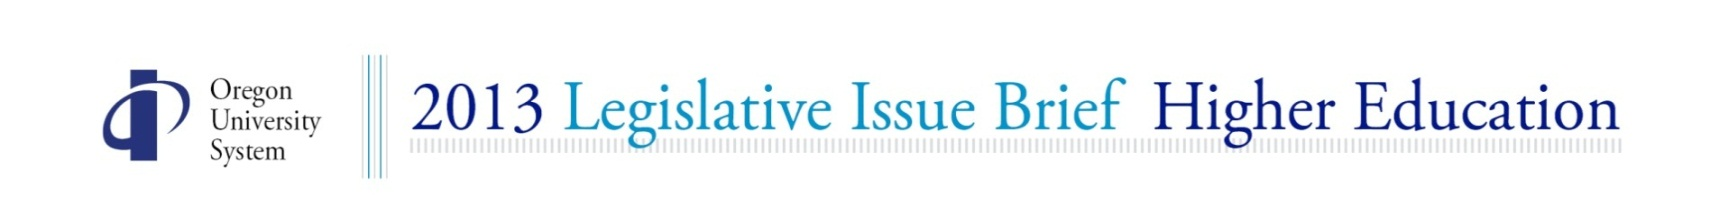 Oregon
University
System
2013 Legislative Issue Brief Higher Education